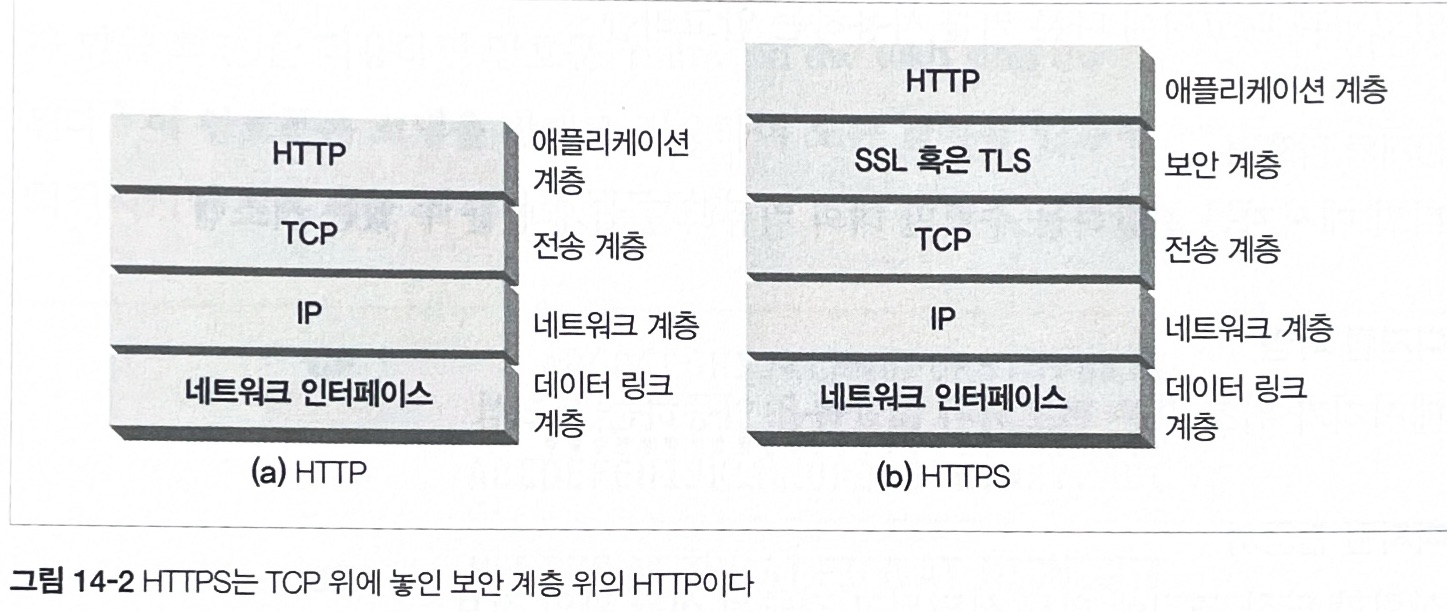 HTTP
애플리케이션
계층
TCP
전송 계층
IP
네트워크 계층
네트워크 인터페이스
데이터 링크
계층
(a) HTTP
HTTP
애플리케이션 계층
SSL 혹은 TLS
보안 계층
TCP
전송 계층
IP
네트워크 계층
네트워크 인터페이스
데이터 링크
계층
(b) HTTPS
그림 14-2 HTTPS는 TCP 위에 놓인 보안 계층 위의 HTTP이다